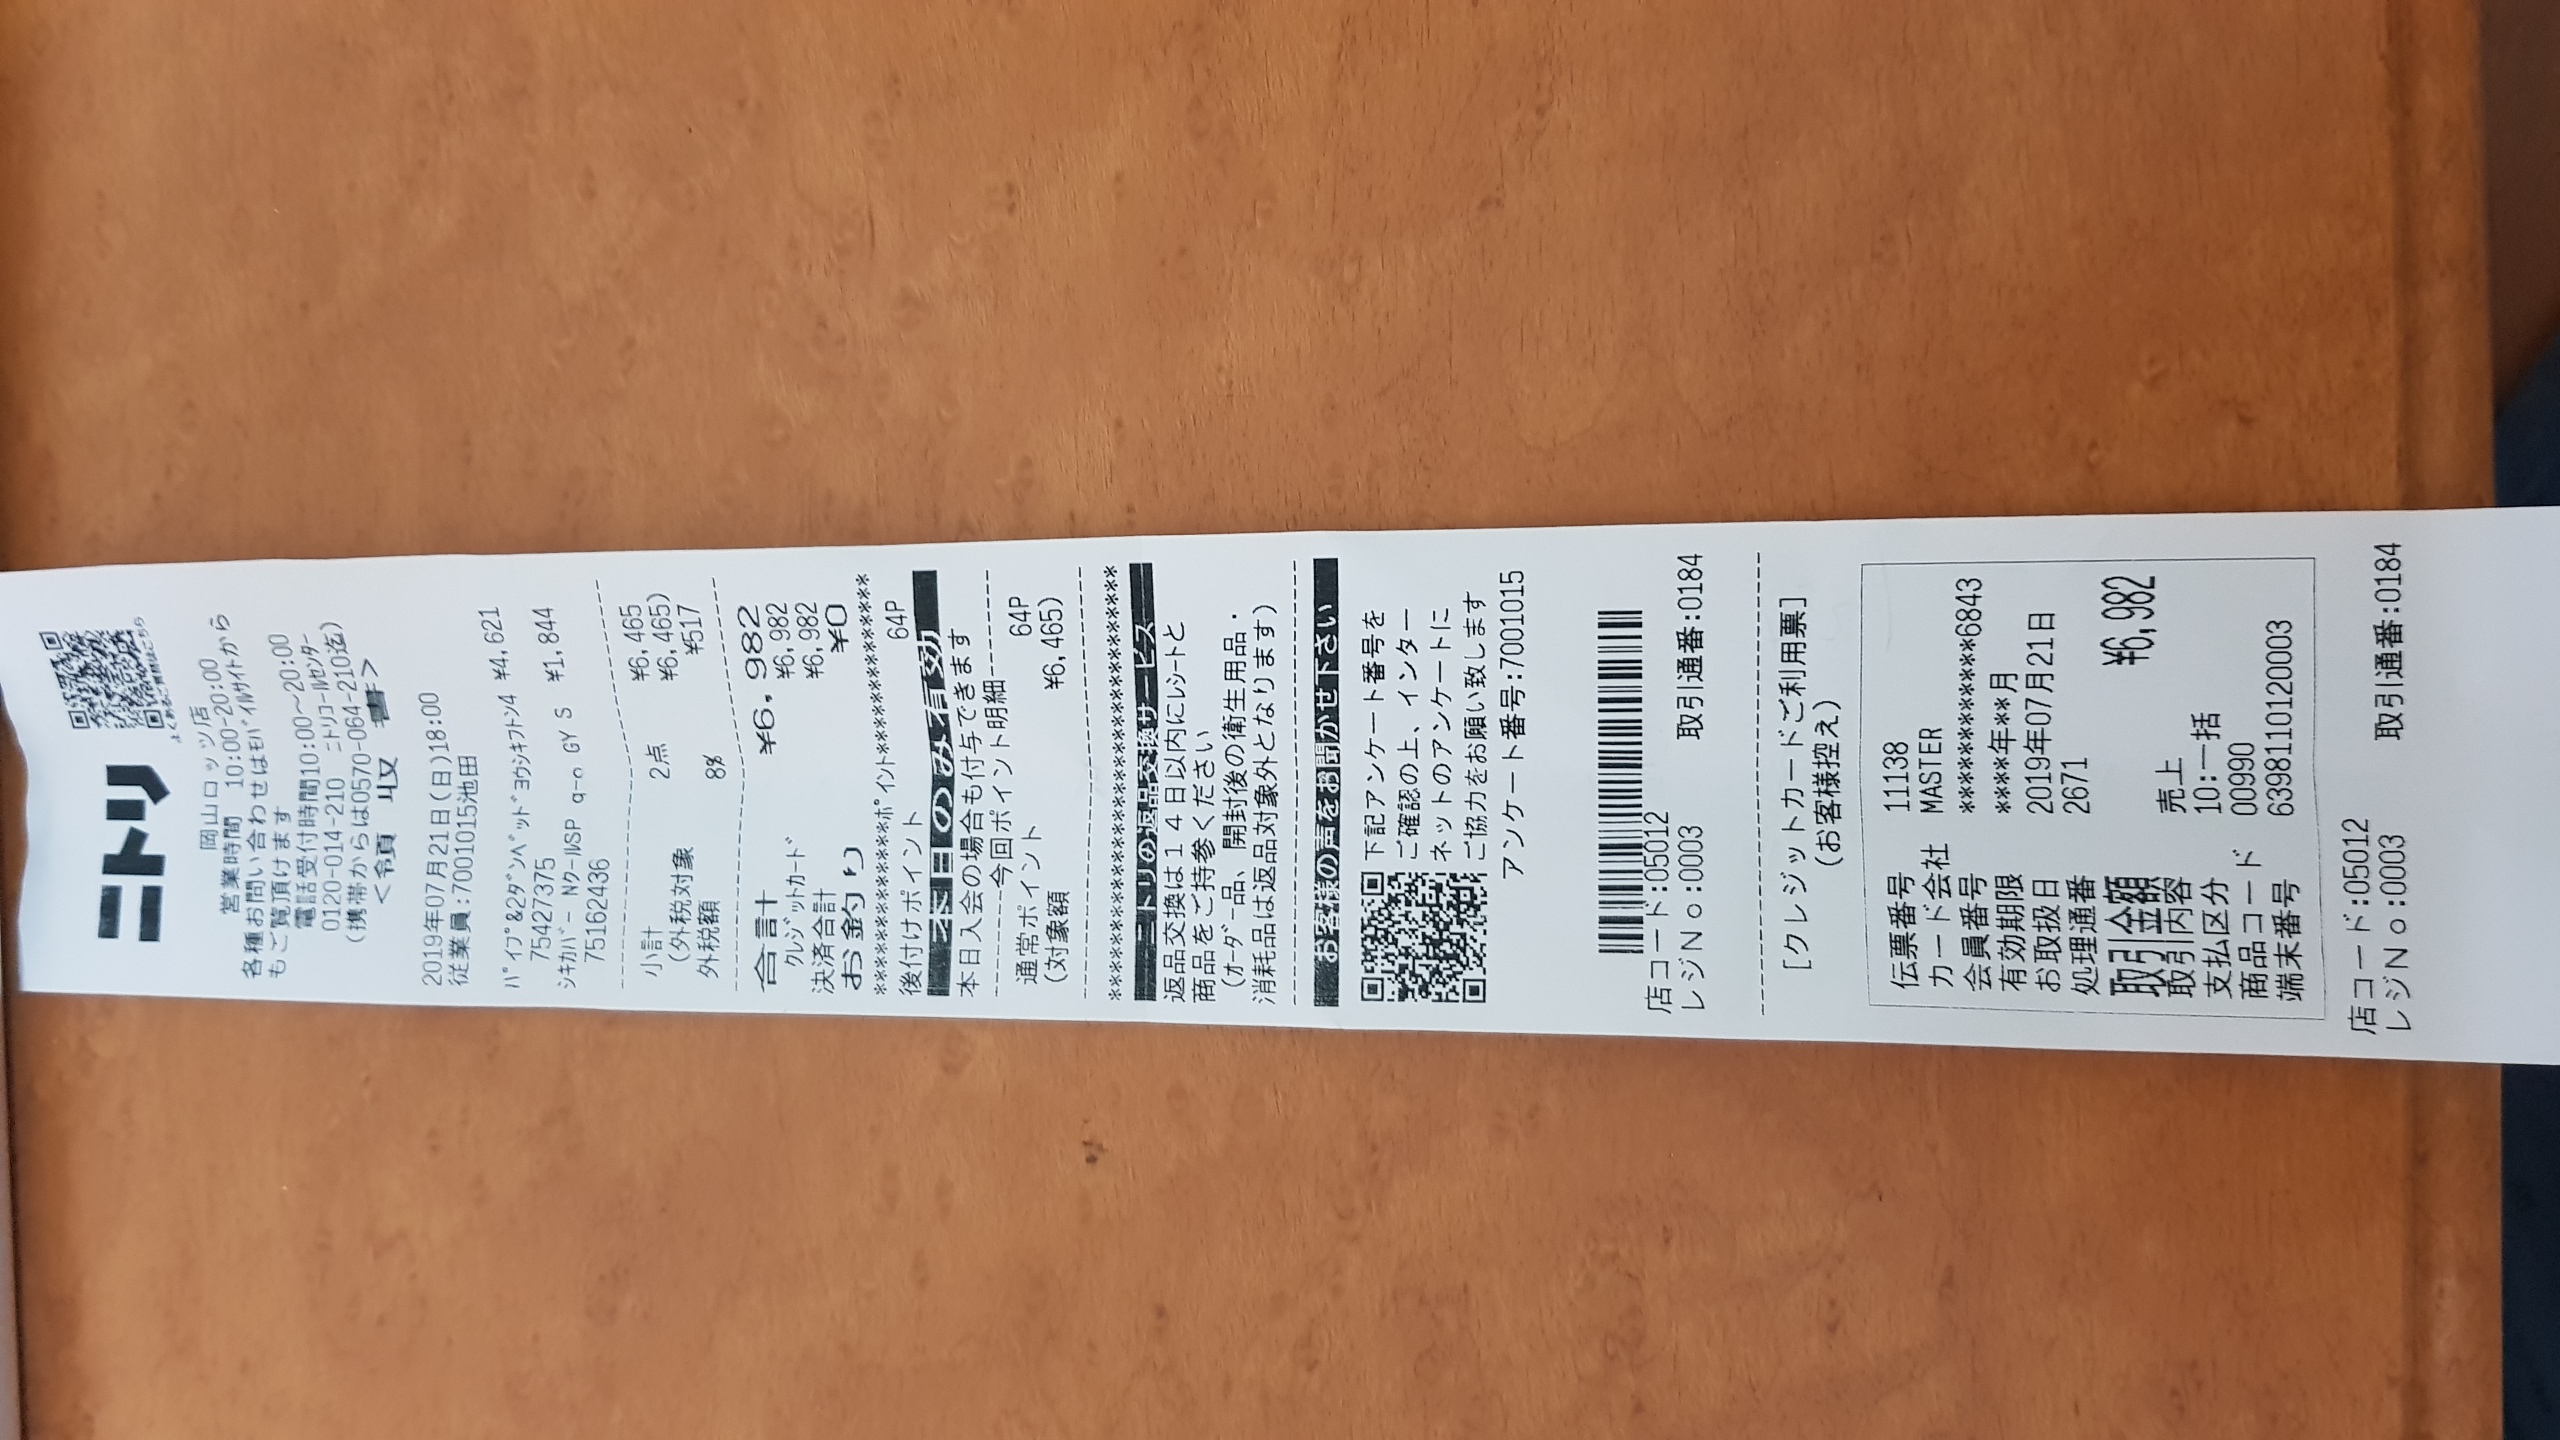 ニトリ
よくあるご質問はこちら
岡山ロッツ店
営業時間 10:00-20:00
各種お問い合わせはﾓﾊﾞｲﾙｻｲﾄから
もご覧頂けます
電話受付時間10:00～20:00
0120-014-210 ﾆﾄﾘｺｰﾙｾﾝﾀｰ
(携帯からは0570-064-210迄)
<領 収 書>
2019年07月21日(日)18:00
従業員:7001015池田
ﾊﾟｲﾌﾟ&2ﾀﾞﾝﾍﾞｯﾄﾞﾖｳｼｷﾌﾄﾝ4 ¥4,621
75427375
ｼｷｶﾊﾞｰ NｸｰﾙSP q-o GY S ¥1,844
75162436
小計 2点 ¥6,465
(外税対象 ¥6,465)
外税額 8% ¥517
合計 ¥6,982
ｸﾚｼﾞｯﾄｶｰﾄﾞ ¥6,982
決済合計 ¥6,982
お釣り ¥0
*************ﾎﾟｲﾝﾄ*************
後付けポイント 64P
本日のみ有効
本日入会の場合も付与できます
--------今回ポイント明細--------
通常ポイント 64P
(対象額 ¥6,465)
********************************
ニトリの返品交換サービス
返品交換は１４日以内にﾚｼｰﾄと
商品をご持参ください
(ｵｰﾀﾞｰ品、開封後の衛生用品・
消耗品は返品対象外となります)
お客様の声をお聞かせ下さい
下記アンケート番号を
ご確認の上、インター
ネットのアンケートに
ご協力をお願い致します
アンケート番号:7001015
店コード:05012
レジＮｏ:0003 取引通番:0184
[クレジットカードご利用票]
(お客様控え)
伝票番号 11138
カード会社 MASTER
会員番号 ************6843
有効期限 ****年**月
お取扱日 2019年07月21日
処理通番 2671
取引金額 ¥6,982
取引内容 売上
支払区分 10:一括
商品コード 00990
端末番号 6398110120003
店コード:05012
レジＮｏ:0003 取引通番:0184